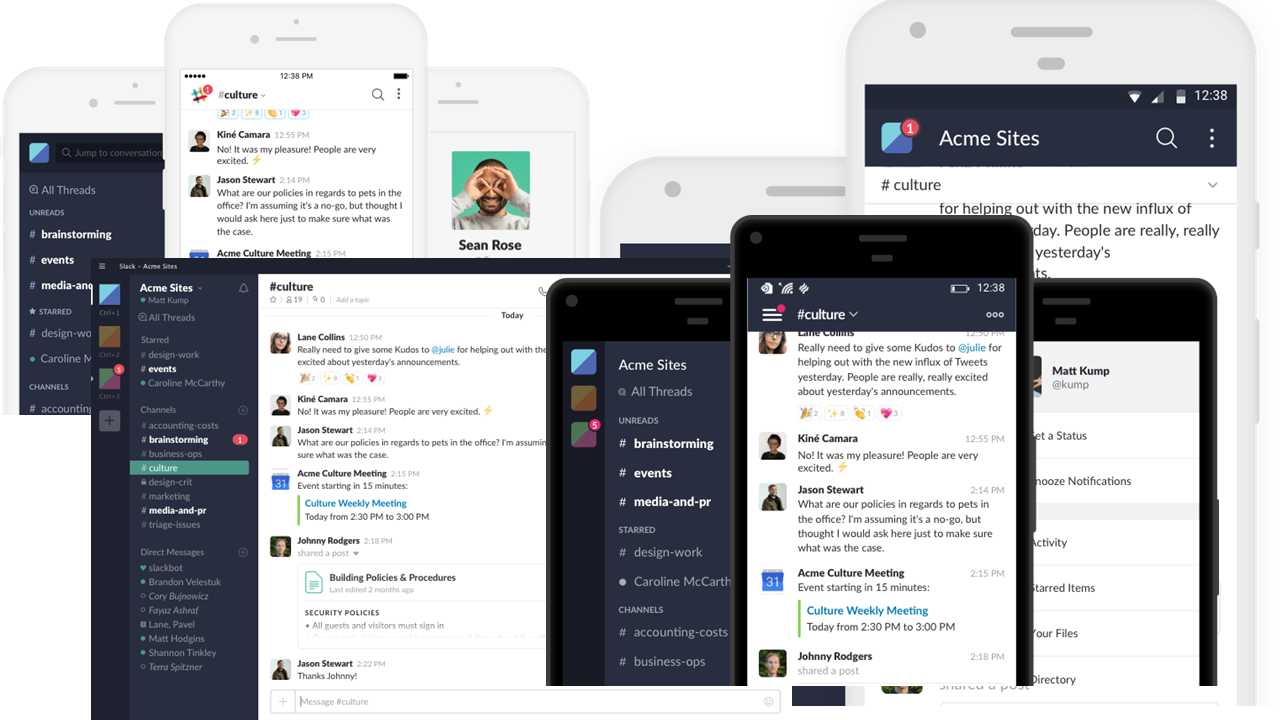 12:38 PM
1
#culture
2
8
1
3
Kiné Camara 12:55 PM
No! It was my pleasure! People are very
excited.
Jason Stewart 2:14 PM
What are our policies in regards to pets in the
office? I'm assuming it's a no-go, but thought I
would ask here just to make sure what was
the case.
Acme Culture Meeting 2:15 PM
Jump to conversation
All Threads
UNREADS
# brainstorming
# events
# media-and
STARRED
# design-wo
Caroline M
CHANNELS
# accounting
Sean Rose
12:38
1
Acme Sites
# culture
for helping out with the new influx of
yesterday. People are really, really
yesterday's
Slack - Acme Sites
Ctrl+1
Ctrl+2
5
Ctrl+3
Acme Sites
Matt Kump
All Threads
Starred
# design-work
# events
Caroline McCarthy
Channels
# accounting-costs
# brainstorming 1
# business-ops
# culture
design-crit
# marketing
# media-and-pr
# triage-issues
Direct Messages
slackbot
Brandon Velestuk
Cory Bujnowicz
Fayaz Ashraf
2 Lane, Pavel
Matt Hodgins
Shannon Tinkley
Terra Spitzner
#culture
19 | 0 | Add a topic
Today
Lane Collins 12:50 PM
Really need to give some Kudos to @julie for helping out with the
excited about yesterday's announcements.
2
8
1
3
Kiné Camara 12:55 PM
No! It was my pleasure! People are very excited.
Jason Stewart 2:14 PM
What are our policies in regards to pets in the office? I'm assuming
sure what was the case.
31
Acme Culture Meeting 2:15 PM
Event starting in 15 minutes:
Culture Weekly Meeting
Today from 2:30 PM to 3:00 PM
Johnny Rodgers 2:18 PM
shared a post
Building Policies & Procedures
Last edited 2 months ago
SECURITY POLICIES
• All guests and visitors must sign in
Jason Stewart 2:22 PM
Thanks Johnny!
Message #culture
5
Acme Sites
All Threads
UNREADS
# brainstorming
# events
# media-and-pr
STARRED
# design-work
Caroline McCarth
CHANNELS
# accounting-costs
# business-ops
12:38
#culture
Lane Collins 12:50 PM
Really need to give some Kudos to @julie for
helping out with the new influx of Tweets
yesterday. People are really, really excited
about yesterday's announcements.
2
8
1
3
Kiné Camara 12:55 PM
No! It was my pleasure! People are very
excited.
Jason Stewart 2:14 PM
What are our policies in regards to pets in
the office? I'm assuming it's a no-go, but
thought I would ask here just to make sure
what was the case.
31
Acme Culture Meeting 2:15 PM
Event starting in 15 minutes:
Culture Weekly Meeting
Today from 2:30 PM to 3:00 PM
Johnny Rodgers 2:18 PM
shared a post
Matt Kump
@kump
et a Status
nooze Notifications
Activity
Starred Items
Your Files
Directory
shared a post